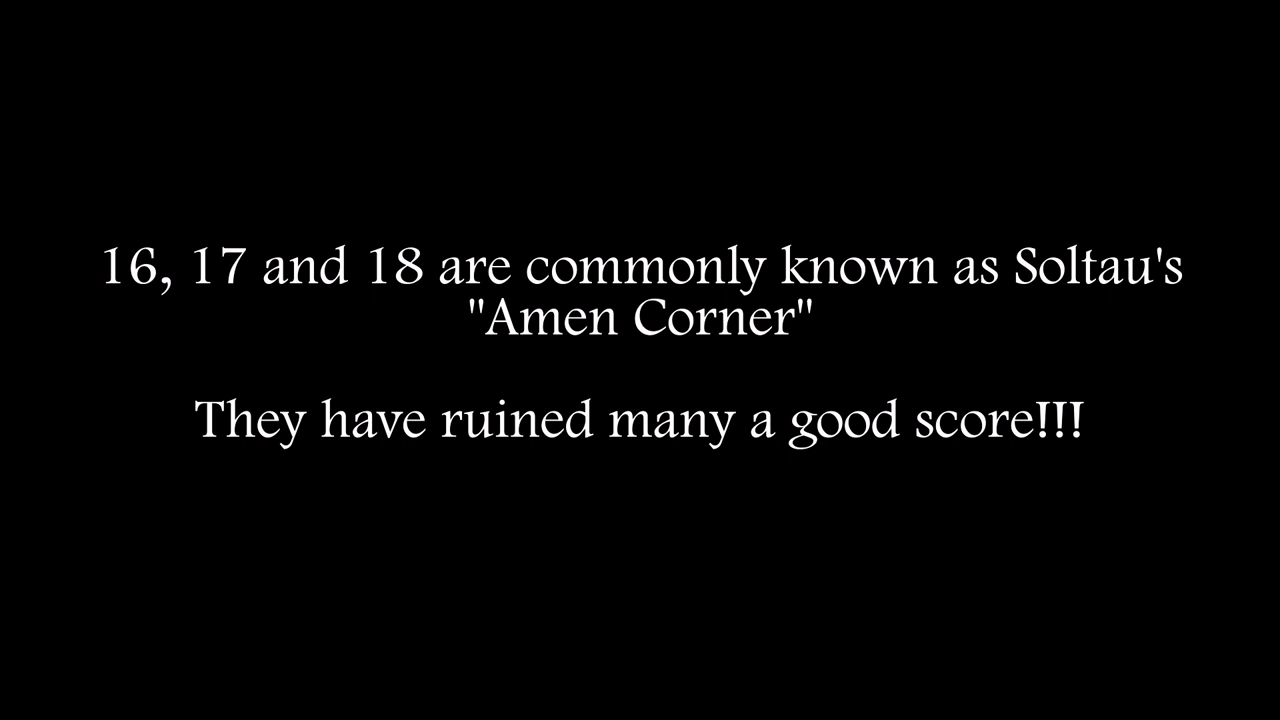 16, 17 and 18 are commonly known as Soltau's
"Amen Corner"
They have ruined many a good score!!!